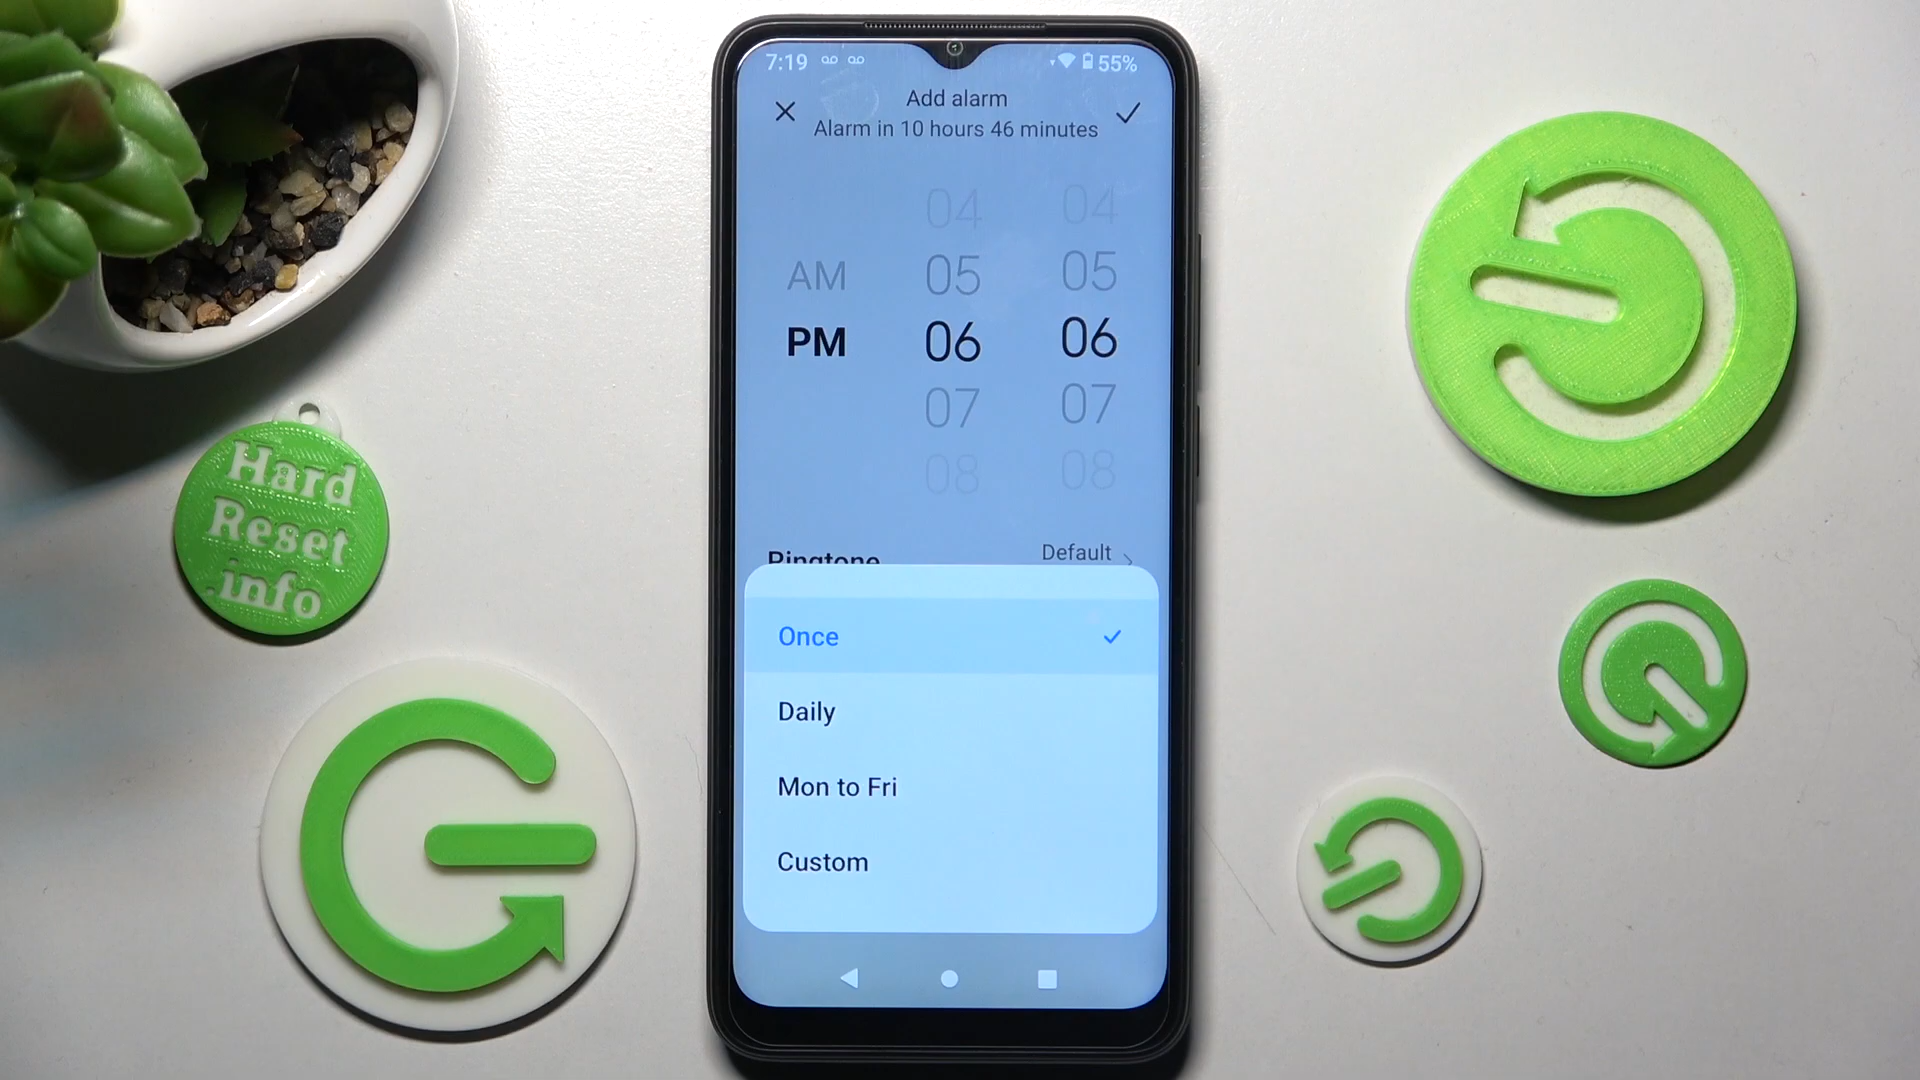 7:19 55%
Add alarm
Alarm in 10 hours 46 minutes
04 04
AM 05 05
PM 06 06
07 07
08 08
Ringtone Default
Once
Daily
Mon to Fri
Custom
Hard
Reset
.info